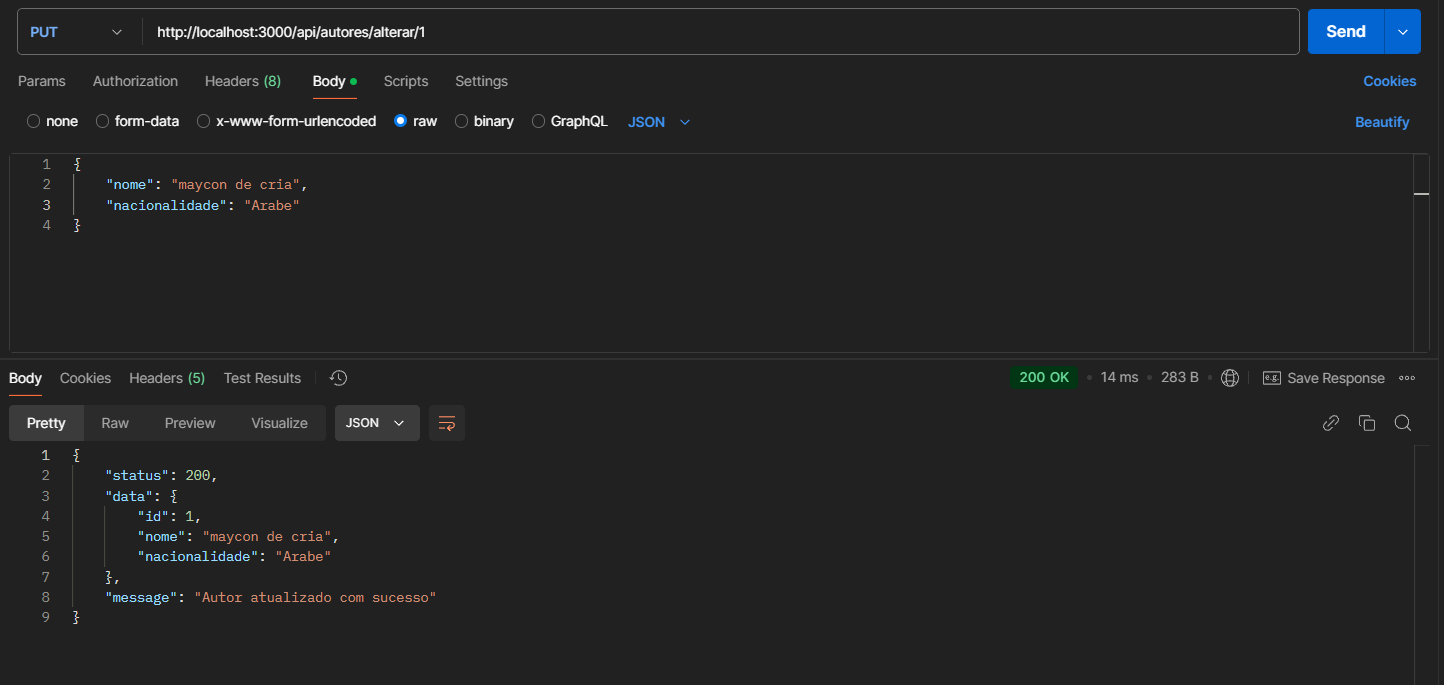 PUT http://localhost:3000/api/autores/alterar/1 Send
Params Authorization Headers (8) Body Scripts Settings Cookies
none form-data x-www-form-urlencoded raw binary GraphQL JSON Beautify
1 {
2 "nome": "maycon de cria",
3 "nacionalidade": "Arabe"
4 }
Body Cookies Headers (5) Test Results 200 OK 14 ms 283 B e.g. Save Response
Pretty Raw Preview Visualize JSON
1 {
2 "status": 200,
3 "data": {
4 "id": 1,
5 "nome": "maycon de cria",
6 "nacionalidade": "Arabe"
7 },
8 "message": "Autor atualizado com sucesso"
9 }